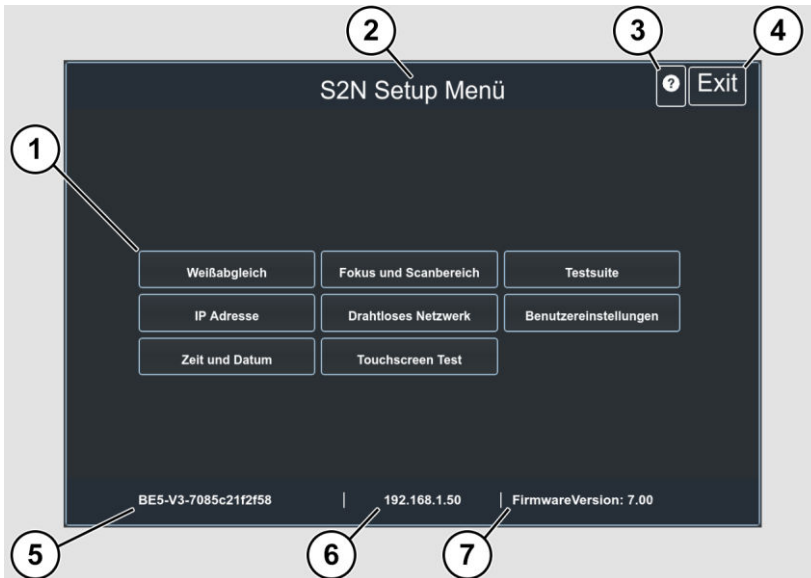 2 3 4
S2N Setup Menü ? Exit
1
Weißabgleich Fokus und Scanbereich Testsuite
IP Adresse Drahtloses Netzwerk Benutzereinstellungen
Zeit und Datum Touchscreen Test
BE5-V3-7085c21f2f58 | 192.168.1.50 | FirmwareVersion: 7.00
5 6 7